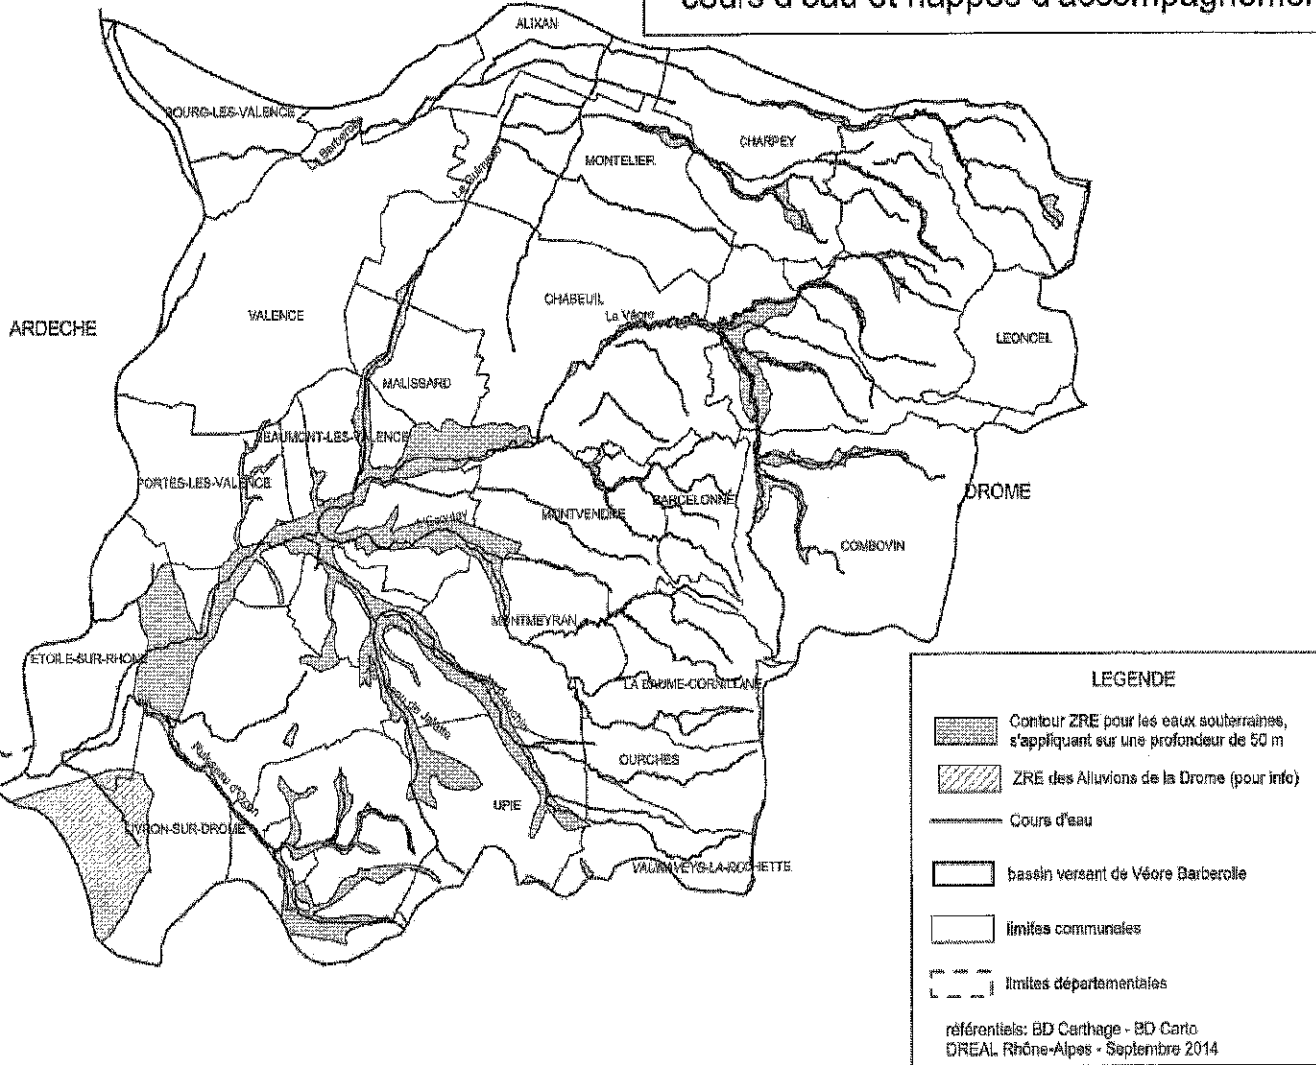 cours d'eau et nappes d'accompagnemen
ALIXAN
BOURG-LES-VALENCE
La Barberolle
CHARPEY
MONTELIER
Le Guimand
ARDECHE
VALENCE
CHABEUIL
La Véore
LEONCEL
MALISSARD
BEAUMONT-LES-VALENCE
PORTES-LES-VALENCE
DROME
BARCELONNE
MONTVENDRE
COMBOVIN
MONTMEYRAN
ETOILE-SUR-RHONE
LA BAUME-CORNILLANE
OURCHES
UPIE
LIVRON-SUR-DROME
VAUNAVEYS-LA-ROCHETTE
LEGENDE
Contour ZRE pour les eaux souterraines,
s'appliquant sur une profondeur de 50 m
ZRE des Alluvions de la Drome (pour info)
Cours d'eau
bassin versant de Véore Barberolle
limites communales
limites départementales
référentiels: BD Carthage - BD Carto
DREAL Rhône-Alpes - Septembre 2014